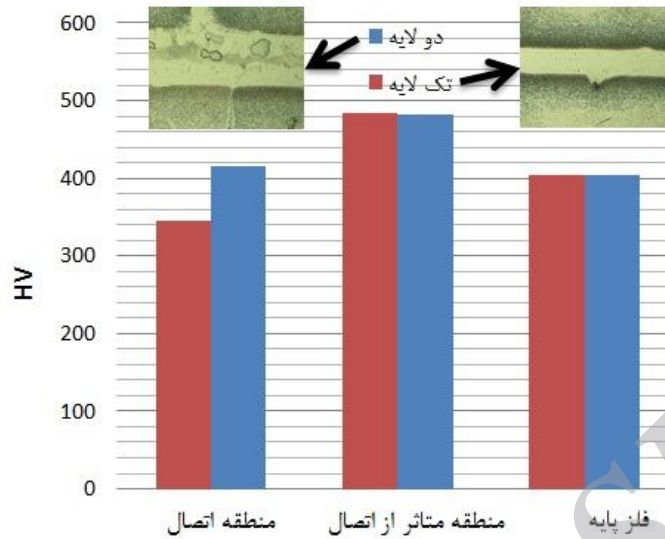 600
دو لایه
تک لایه
500
400
300
200
100
0
HV
منطقه اتصال
منطقه متاثر از اتصال
فلز پایه